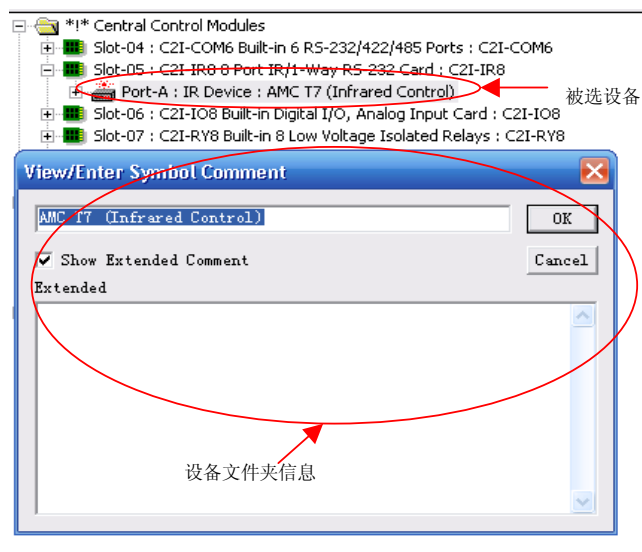 *!* Central Control Modules
Slot-04 : C2I-COM6 Built-in 6 RS-232/422/485 Ports : C2I-COM6
Slot-05 : C2I-IR8 8 Port IR/1-Way RS-232 Card : C2I-IR8
Port-A : IR Device : AMC T7 (Infrared Control)
被选设备
Slot-06 : C2I-IO8 Built-in Digital I/O, Analog Input Card : C2I-IO8
Slot-07 : C2I-RY8 Built-in 8 Low Voltage Isolated Relays : C2I-RY8
View/Enter Symbol Comment
AMC T7 (Infrared Control)
OK
Show Extended Comment
Cancel
Extended
设备文件夹信息